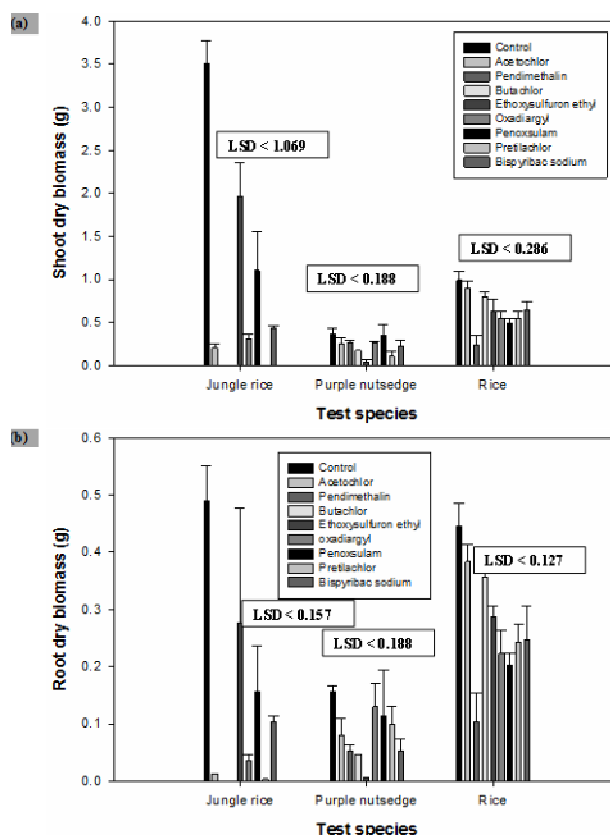 (a)
4.0
3.5
3.0
2.5
2.0
1.5
1.0
0.5
0.0
Shoot dry biomass (g)
Control
Acetochlor
Pendimethalin
Butachlor
Ethoxysulfuron ethyl
Oxadiargyl
Penoxsulam
Pretilachlor
Bispyribac sodium
LSD < 1.069
LSD < 0.188
LSD < 0.286
Jungle rice
Purple nutsedge
Rice
Test species
(b)
0.6
0.5
0.4
0.3
0.2
0.1
0.0
Root dry biomass (g)
Control
Acetochlor
Pendimethalin
Butachlor
Ethoxysulfuron ethyl
oxadiargyl
Penoxsulam
Pretilachlor
Bispyribac sodium
LSD < 0.157
LSD < 0.188
LSD < 0.127
Jungle rice
Purple nutsedge
Rice
Test species